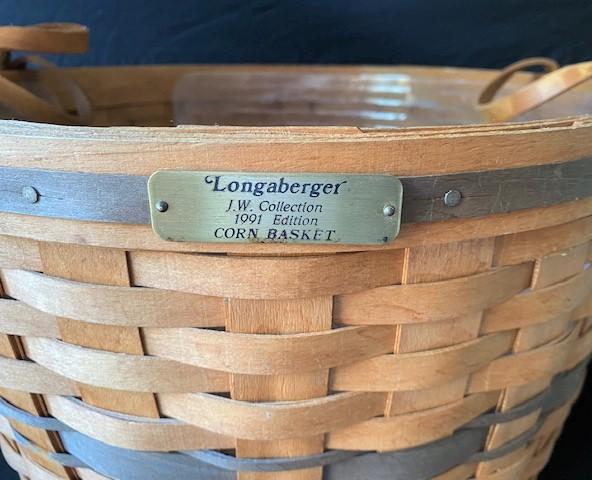 Longaberger
J.W. Collection
1991 Edition
CORN BASKET